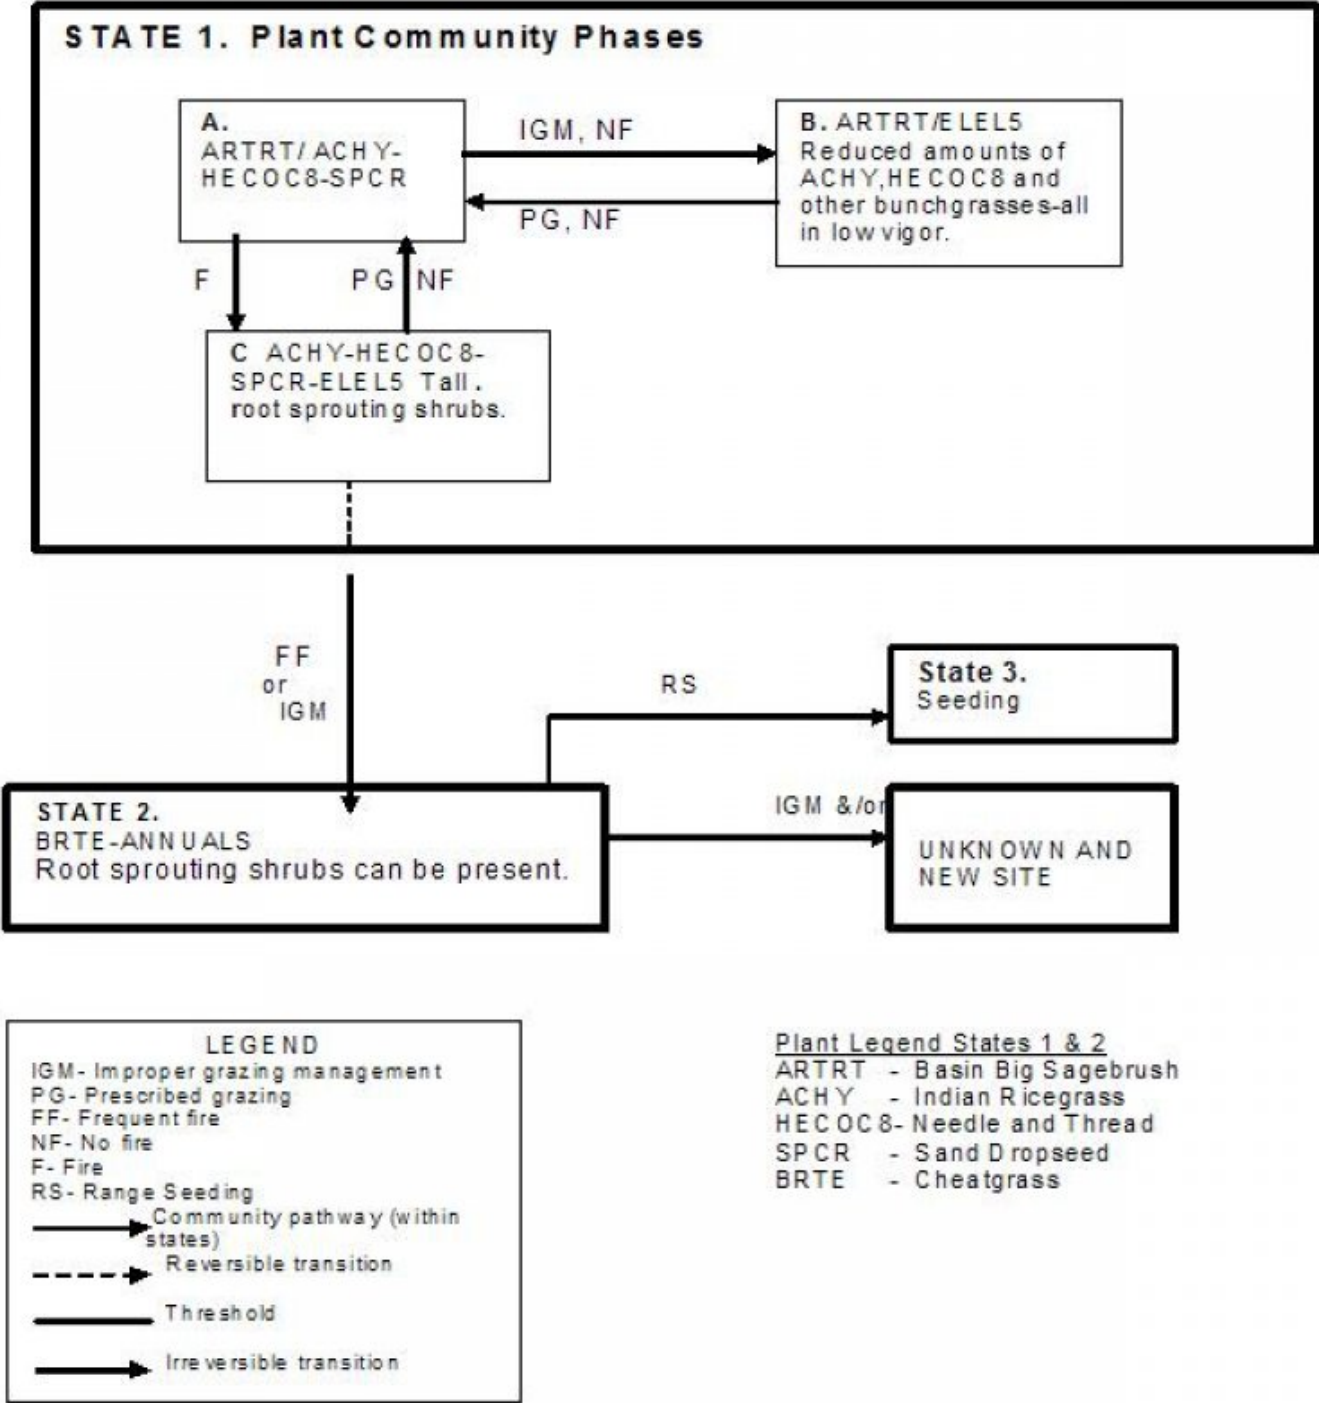 STATE 1. Plant Community Phases
A.
ARTRT/ ACHY-
HECOC8-SPCR
IGM, NF
PG, NF
B. ARTRT/ELEL5
Reduced amounts of
ACHY,HECOC8 and
other bunchgrasses-all
in low vigor.
F
PG NF
C ACHY-HECOC8-
SPCR-ELEL5 Tall.
root sprouting shrubs.
FF
or
IGM
RS
State 3.
Seeding
STATE 2.
BRTE-ANNUALS
Root sprouting shrubs can be present.
IGM &/or
UNKNOWN AND
NEW SITE
LEGEND
IGM- Improper grazing management
PG- Prescribed grazing
FF- Frequent fire
NF- No fire
F- Fire
RS- Range Seeding
Community pathway (within
states)
Reversible transition
Threshold
Irreversible transition
Plant Legend States 1 & 2
ARTRT - Basin Big Sagebrush
ACHY - Indian Ricegrass
HECOC8- Needle and Thread
SPCR - Sand Dropseed
BRTE - Cheatgrass